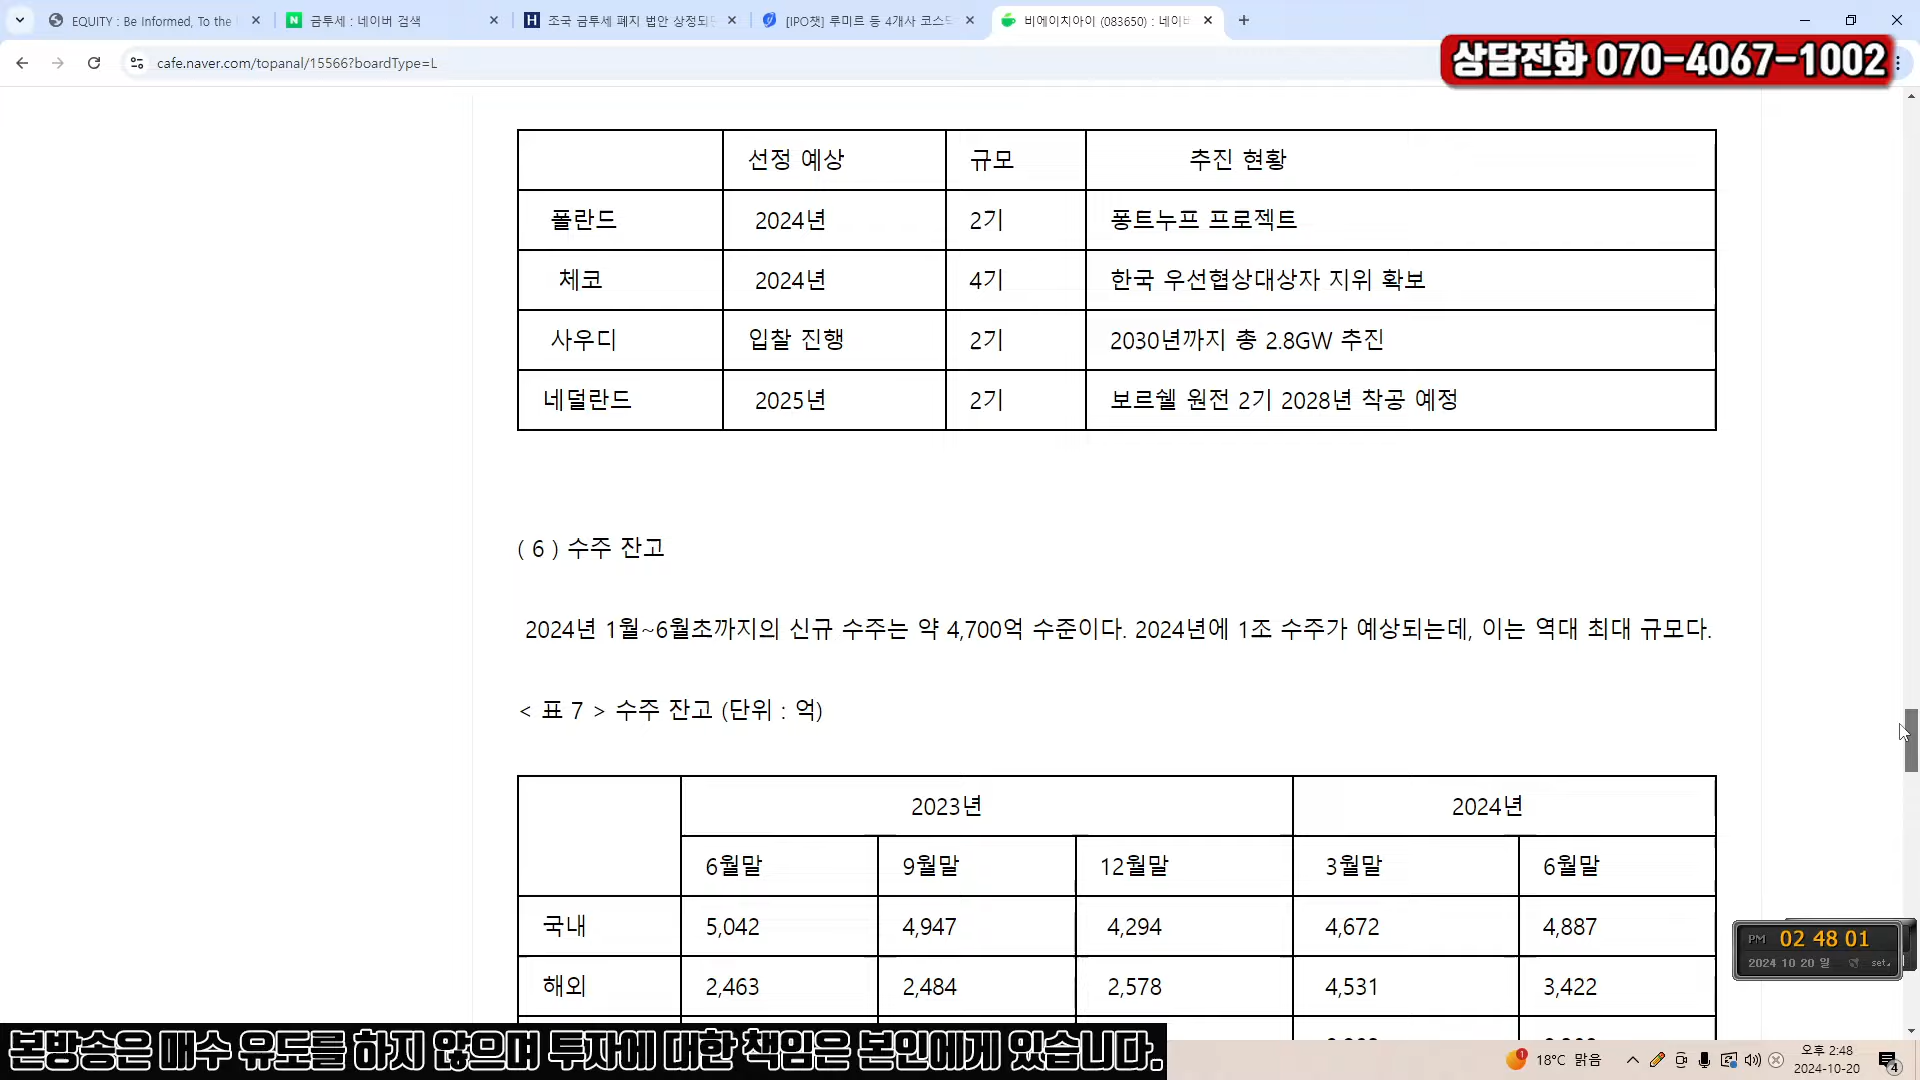 EQUITY : Be Informed, To the
금투세 : 네이버 검색
조국 금투세 폐지 법안 상정되면
[IPO챗] 루미르 등 4개사 코스닥
비에이치아이 (083650) : 네이버
cafe.naver.com/topanal/15566?boardType=L
상담전화 070-4067-1002
선정 예상 규모 추진 현황
폴란드 2024년 2기 퐁트누프 프로젝트
체코 2024년 4기 한국 우선협상대상자 지위 확보
사우디 입찰 진행 2기 2030년까지 총 2.8GW 추진
네덜란드 2025년 2기 보르쉘 원전 2기 2028년 착공 예정
( 6 ) 수주 잔고
2024년 1월~6월초까지의 신규 수주는 약 4,700억 수준이다. 2024년에 1조 수주가 예상되는데, 이는 역대 최대 규모다.
< 표 7 > 수주 잔고 (단위 : 억)
2023년 2024년
6월말 9월말 12월말 3월말 6월말
국내 5,042 4,947 4,294 4,672 4,887
해외 2,463 2,484 2,578 4,531 3,422
PM 02 48 01
2024 10 20 일 set
본방송은 매수 유도를 하지 않으며 투자에 대한 책임은 본인에게 있습니다.
1 18°C 맑음
오후 2:48
2024-10-20
4